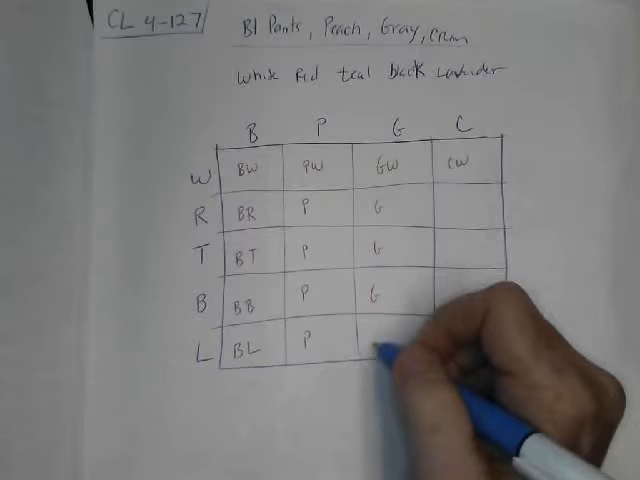 CL 4-127
Bl Pants, Peach, Gray, CRM
White Red teal black Lavender
B P G C
W BW PW GW CW
R BR P G
T BT P G
B BB P G
L BL P